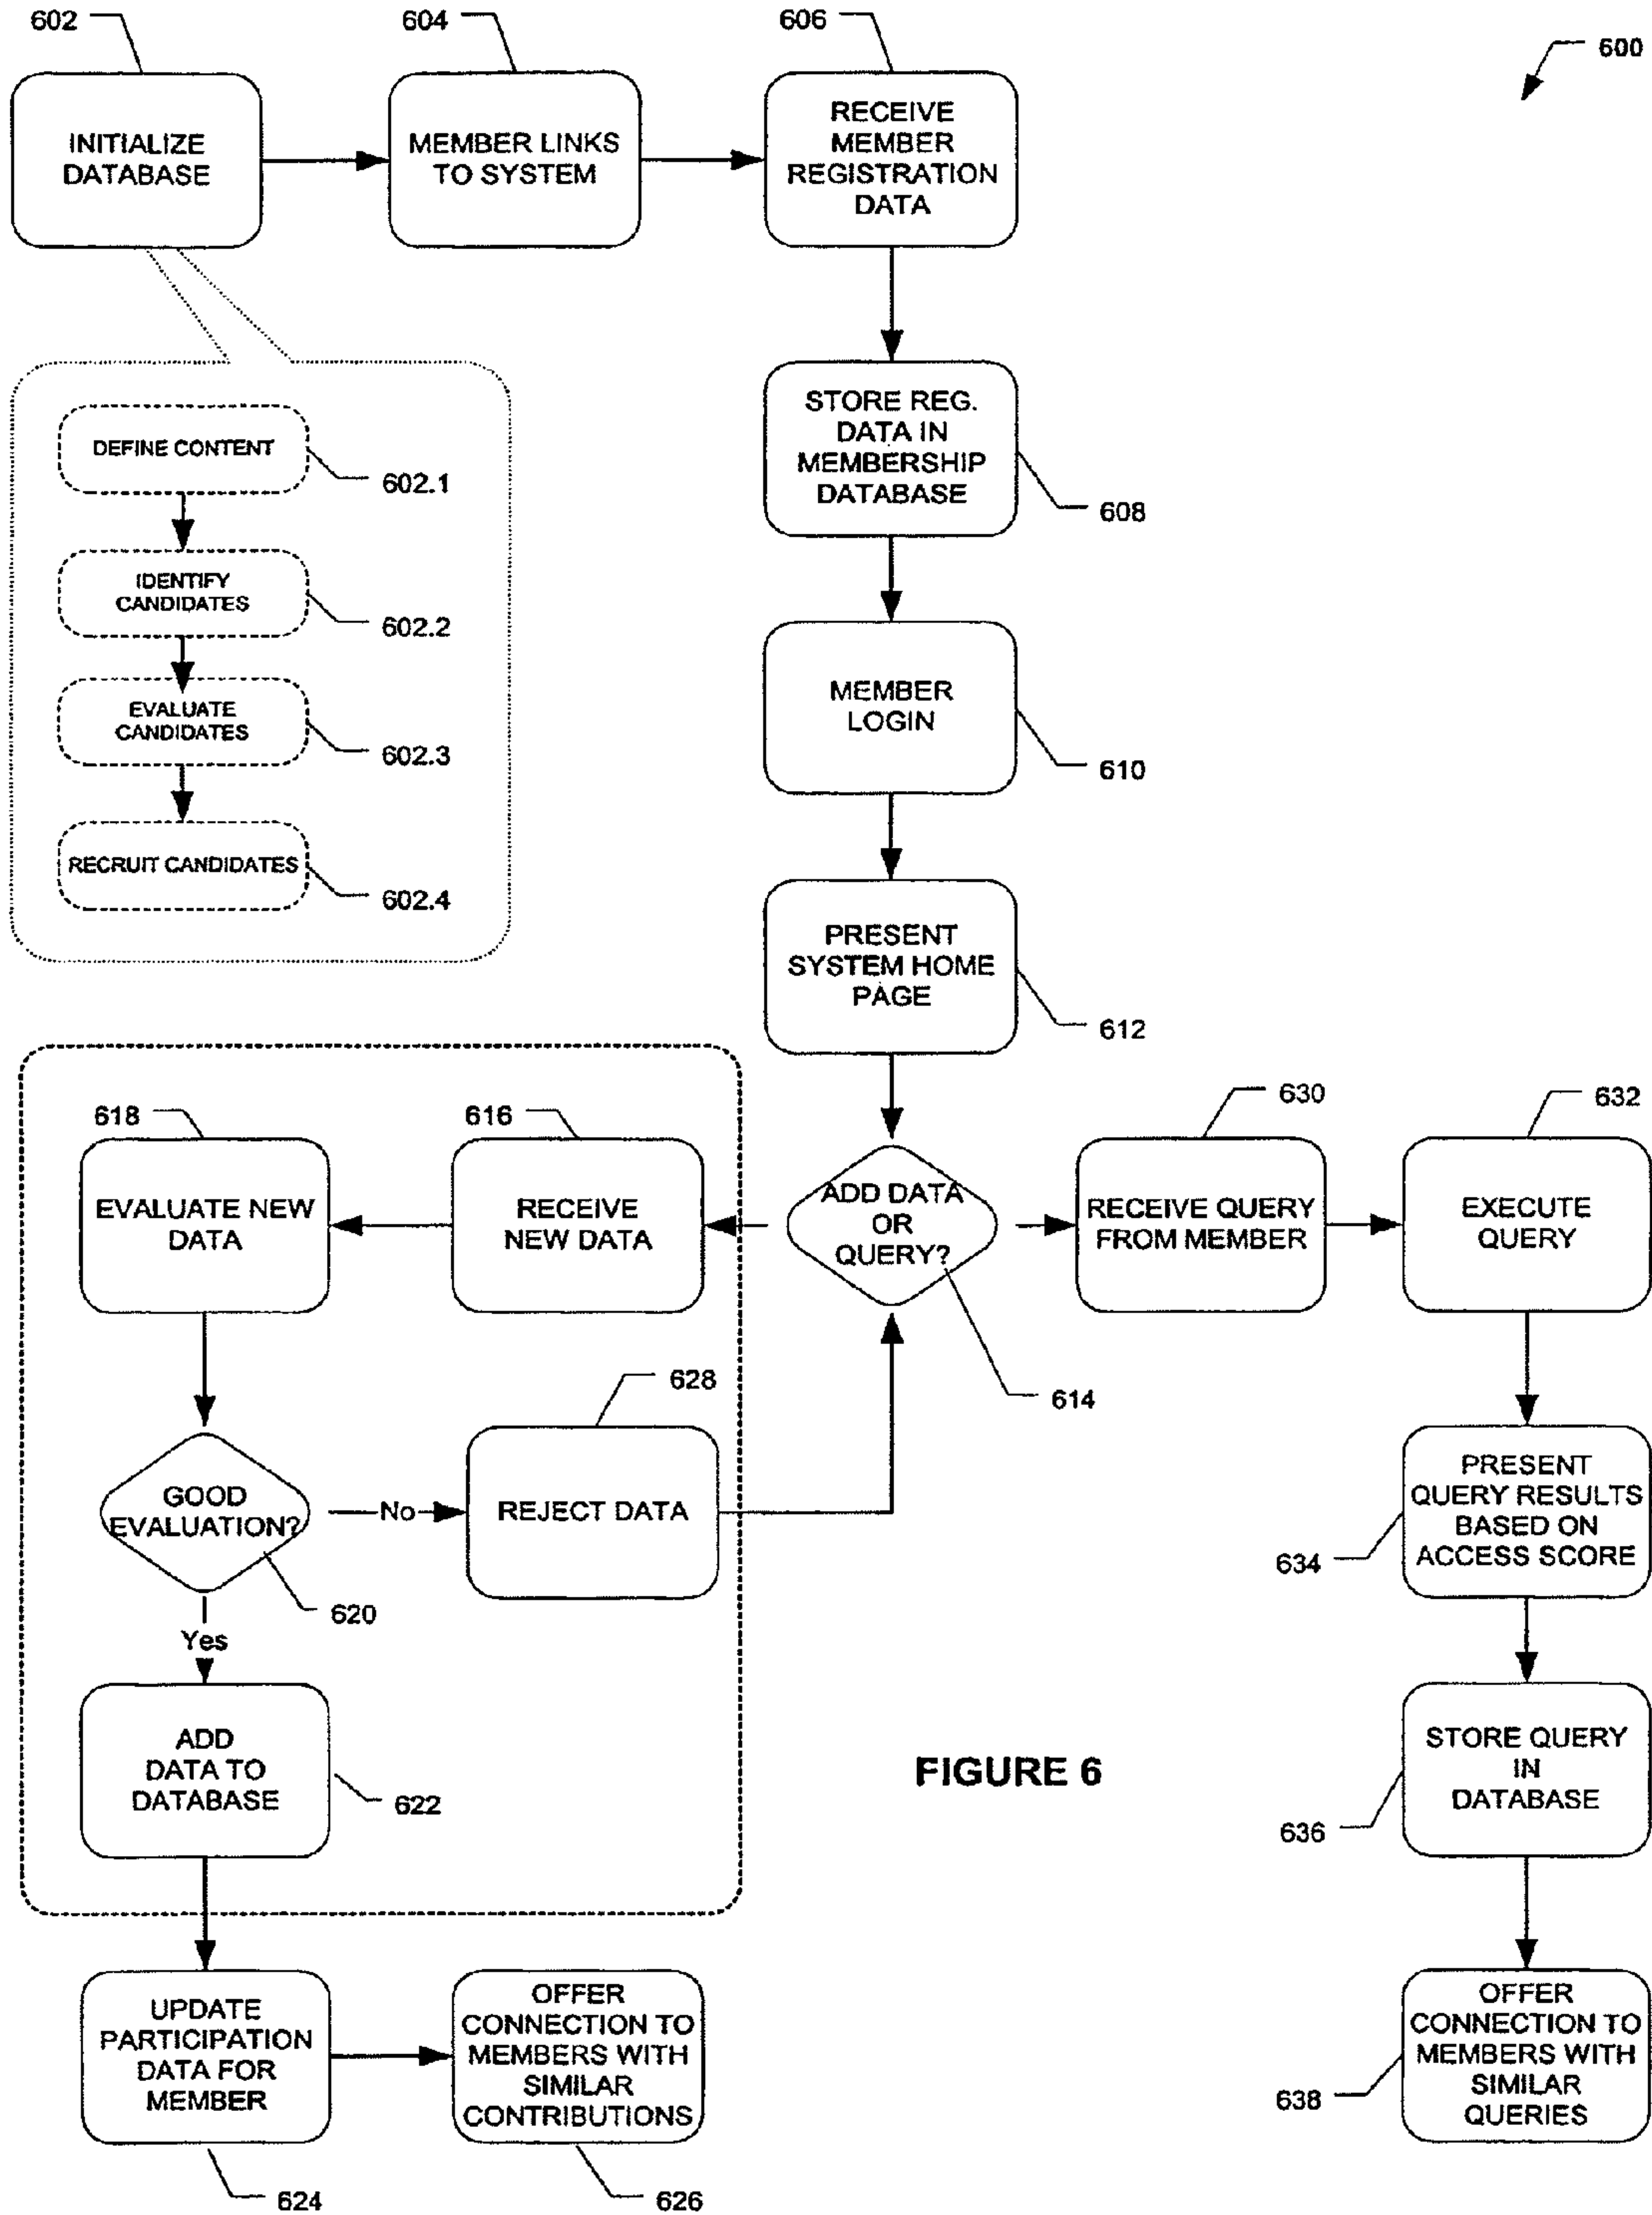 602
604
606
600
INITIALIZE
DATABASE
MEMBER LINKS
TO SYSTEM
RECEIVE
MEMBER
REGISTRATION
DATA
DEFINE CONTENT
602.1
IDENTIFY
CANDIDATES
602.2
EVALUATE
CANDIDATES
602.3
RECRUIT CANDIDATES
602.4
STORE REG.
DATA IN
MEMBERSHIP
DATABASE
608
MEMBER
LOGIN
610
PRESENT
SYSTEM HOME
PAGE
612
618
616
630
632
EVALUATE NEW
DATA
RECEIVE
NEW DATA
ADD DATA
OR
QUERY?
614
RECEIVE QUERY
FROM MEMBER
EXECUTE
QUERY
628
GOOD
EVALUATION?
620
No
REJECT DATA
PRESENT
QUERY RESULTS
BASED ON
ACCESS SCORE
634
Yes
ADD
DATA TO
DATABASE
622
FIGURE 6
STORE QUERY
IN
DATABASE
636
UPDATE
PARTICIPATION
DATA FOR
MEMBER
624
OFFER
CONNECTION TO
MEMBERS WITH
SIMILAR
CONTRIBUTIONS
626
OFFER
CONNECTION TO
MEMBERS WITH
SIMILAR
QUERIES
638